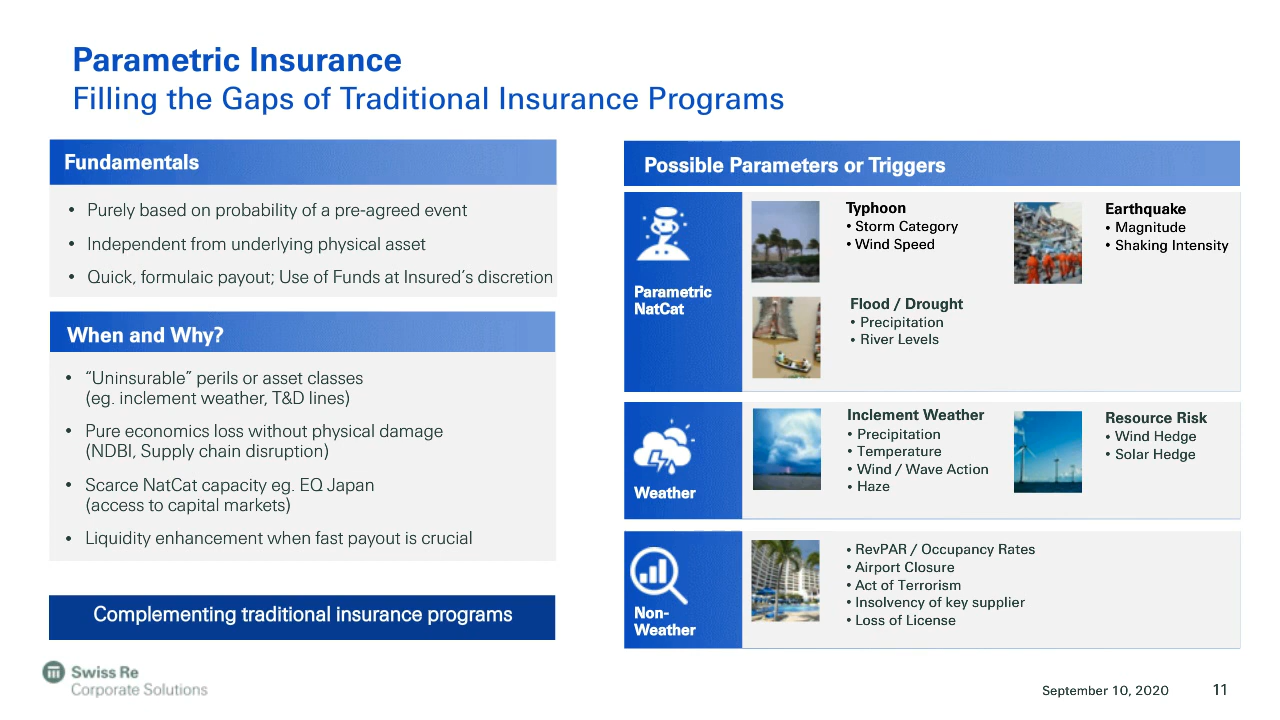 Parametric Insurance
Filling the Gaps of Traditional Insurance Programs
Fundamentals
• Purely based on probability of a pre-agreed event
• Independent from underlying physical asset
• Quick, formulaic payout; Use of Funds at Insured's discretion
When and Why?
• “Uninsurable” perils or asset classes
(eg. inclement weather, T&D lines)
• Pure economics loss without physical damage
(NDBI, Supply chain disruption)
• Scarce NatCat capacity eg. EQ Japan
(access to capital markets)
• Liquidity enhancement when fast payout is crucial
Complementing traditional insurance programs
Possible Parameters or Triggers
Parametric
NatCat
Typhoon
• Storm Category
• Wind Speed
Earthquake
• Magnitude
• Shaking Intensity
Flood / Drought
• Precipitation
• River Levels
Weather
Inclement Weather
• Precipitation
• Temperature
• Wind / Wave Action
• Haze
Resource Risk
• Wind Hedge
• Solar Hedge
Non-
Weather
• RevPAR / Occupancy Rates
• Airport Closure
• Act of Terrorism
• Insolvency of key supplier
• Loss of License
Swiss Re
Corporate Solutions
September 10, 2020
11